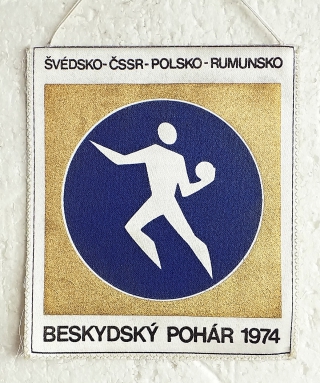 ŠVÉDSKO-ČSSR-POLSKO-RUMUNSKO
BESKYDSKÝ POHÁR 1974